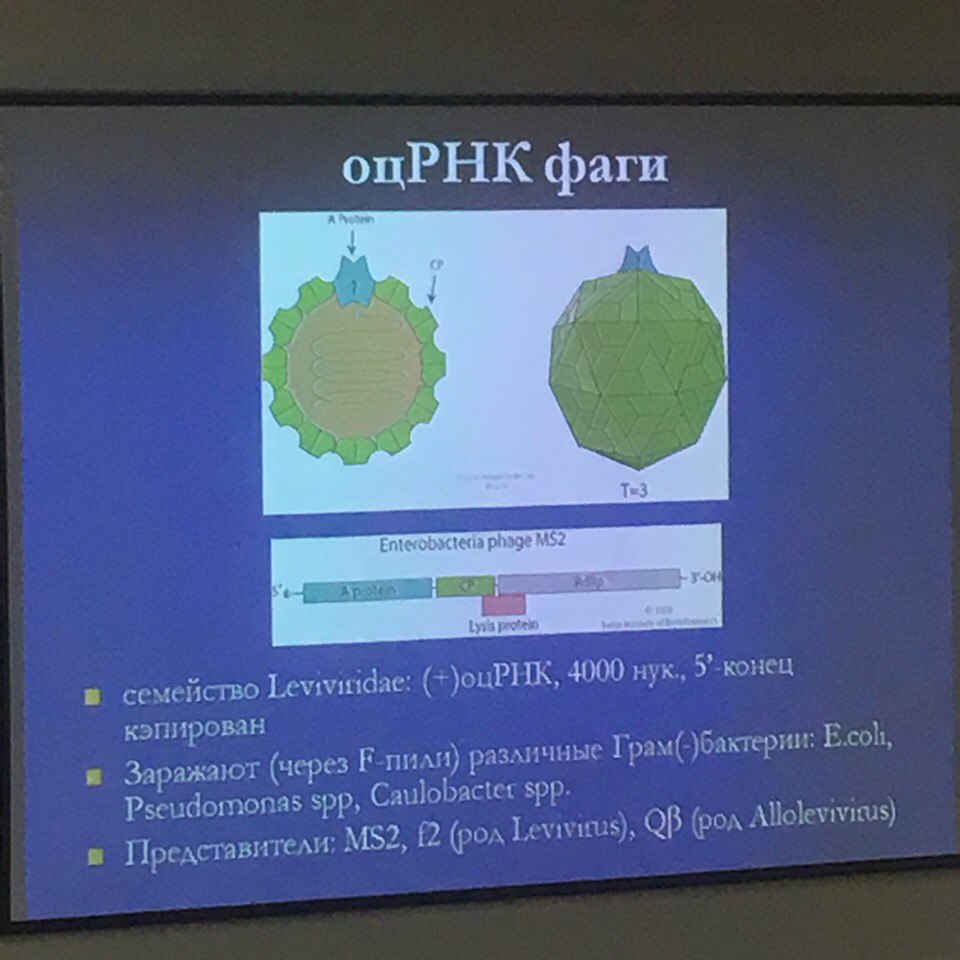 оцРНК фаги
A Protein
CP
?
T=3
Enterobacteria phage MS2
5'
A protein
CP
RdRp
3'-OH
Lysis protein
© 2008
Swiss Institute of Bioinformatics
семейство Leviviridae: (+)оцРНК, 4000 нук., 5'-конец
кэпирован
Заражают (через F-пили) различные Грам(-)бактерии: E.coli,
Pseudomonas spp, Caulobacter spp.
Представители: MS2, f2 (род Levivirus), Qβ (род Allolevivirus)